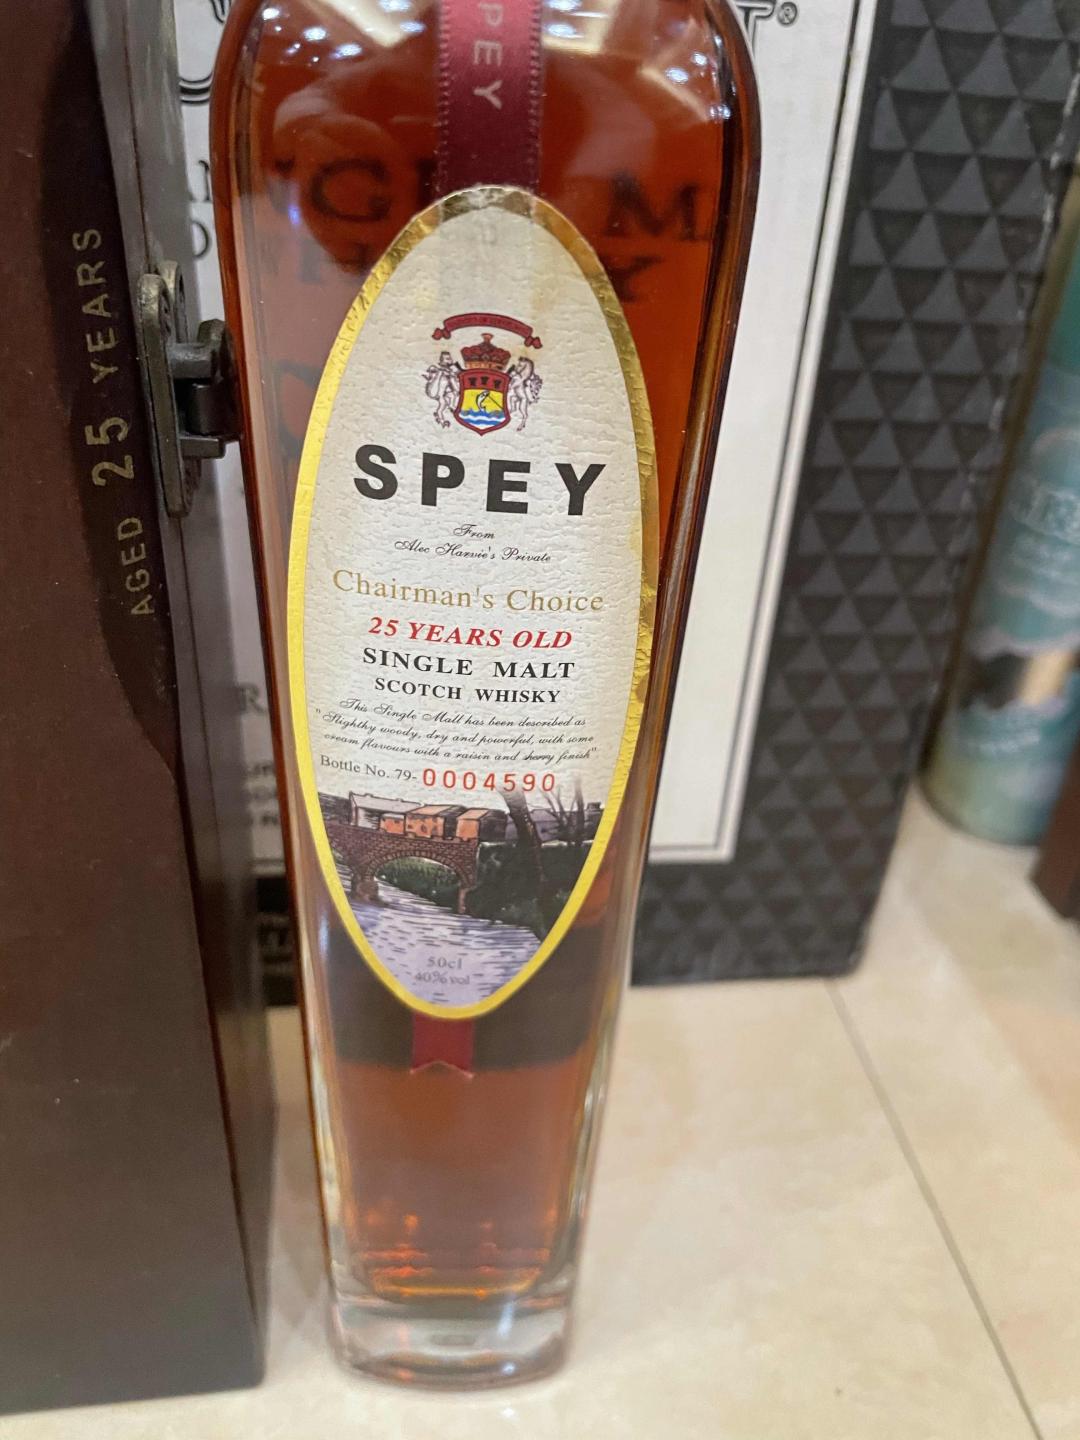 SPEY
AGED 25 YEARS
SPEY
From
Alec Harvie's Private
Chairman's Choice
25 YEARS OLD
SINGLE MALT
SCOTCH WHISKY
This Single Malt has been described as
"Slighthy woody, dry and powerful, with some
cream flavours with a raisin and sherry finish"
Bottle No. 79-0004590
50cl
40% vol